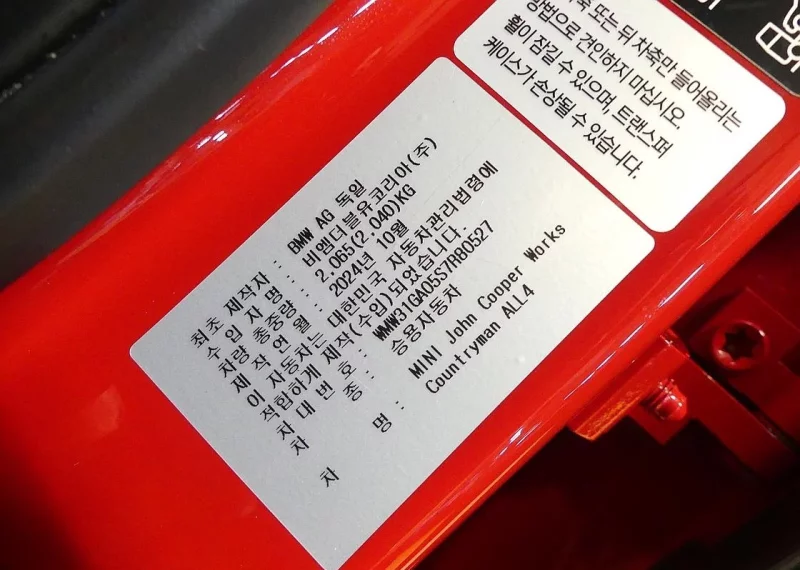 또는 뒤 차축만 들어올리는
방법으로 견인하지 마십시오.
휠이 잠길 수 있으며, 트랜스퍼
케이스가 손상될 수 있습니다.
최초 제작자 : BMW AG 독일
수 입 자 명 : 비엠더블유코리아(주)
차량 총중량 : 2,065(2,040)KG
제 작 연 월 : 2024년 10월
이 자동차는 대한민국 자동차관리법령에
적합하게 제작(수입)되었습니다.
차 대 번 호 : WMW31GA05S7R80527
차 종 : 승용자동차
차 명 : MINI John Cooper Works
Countryman ALL4